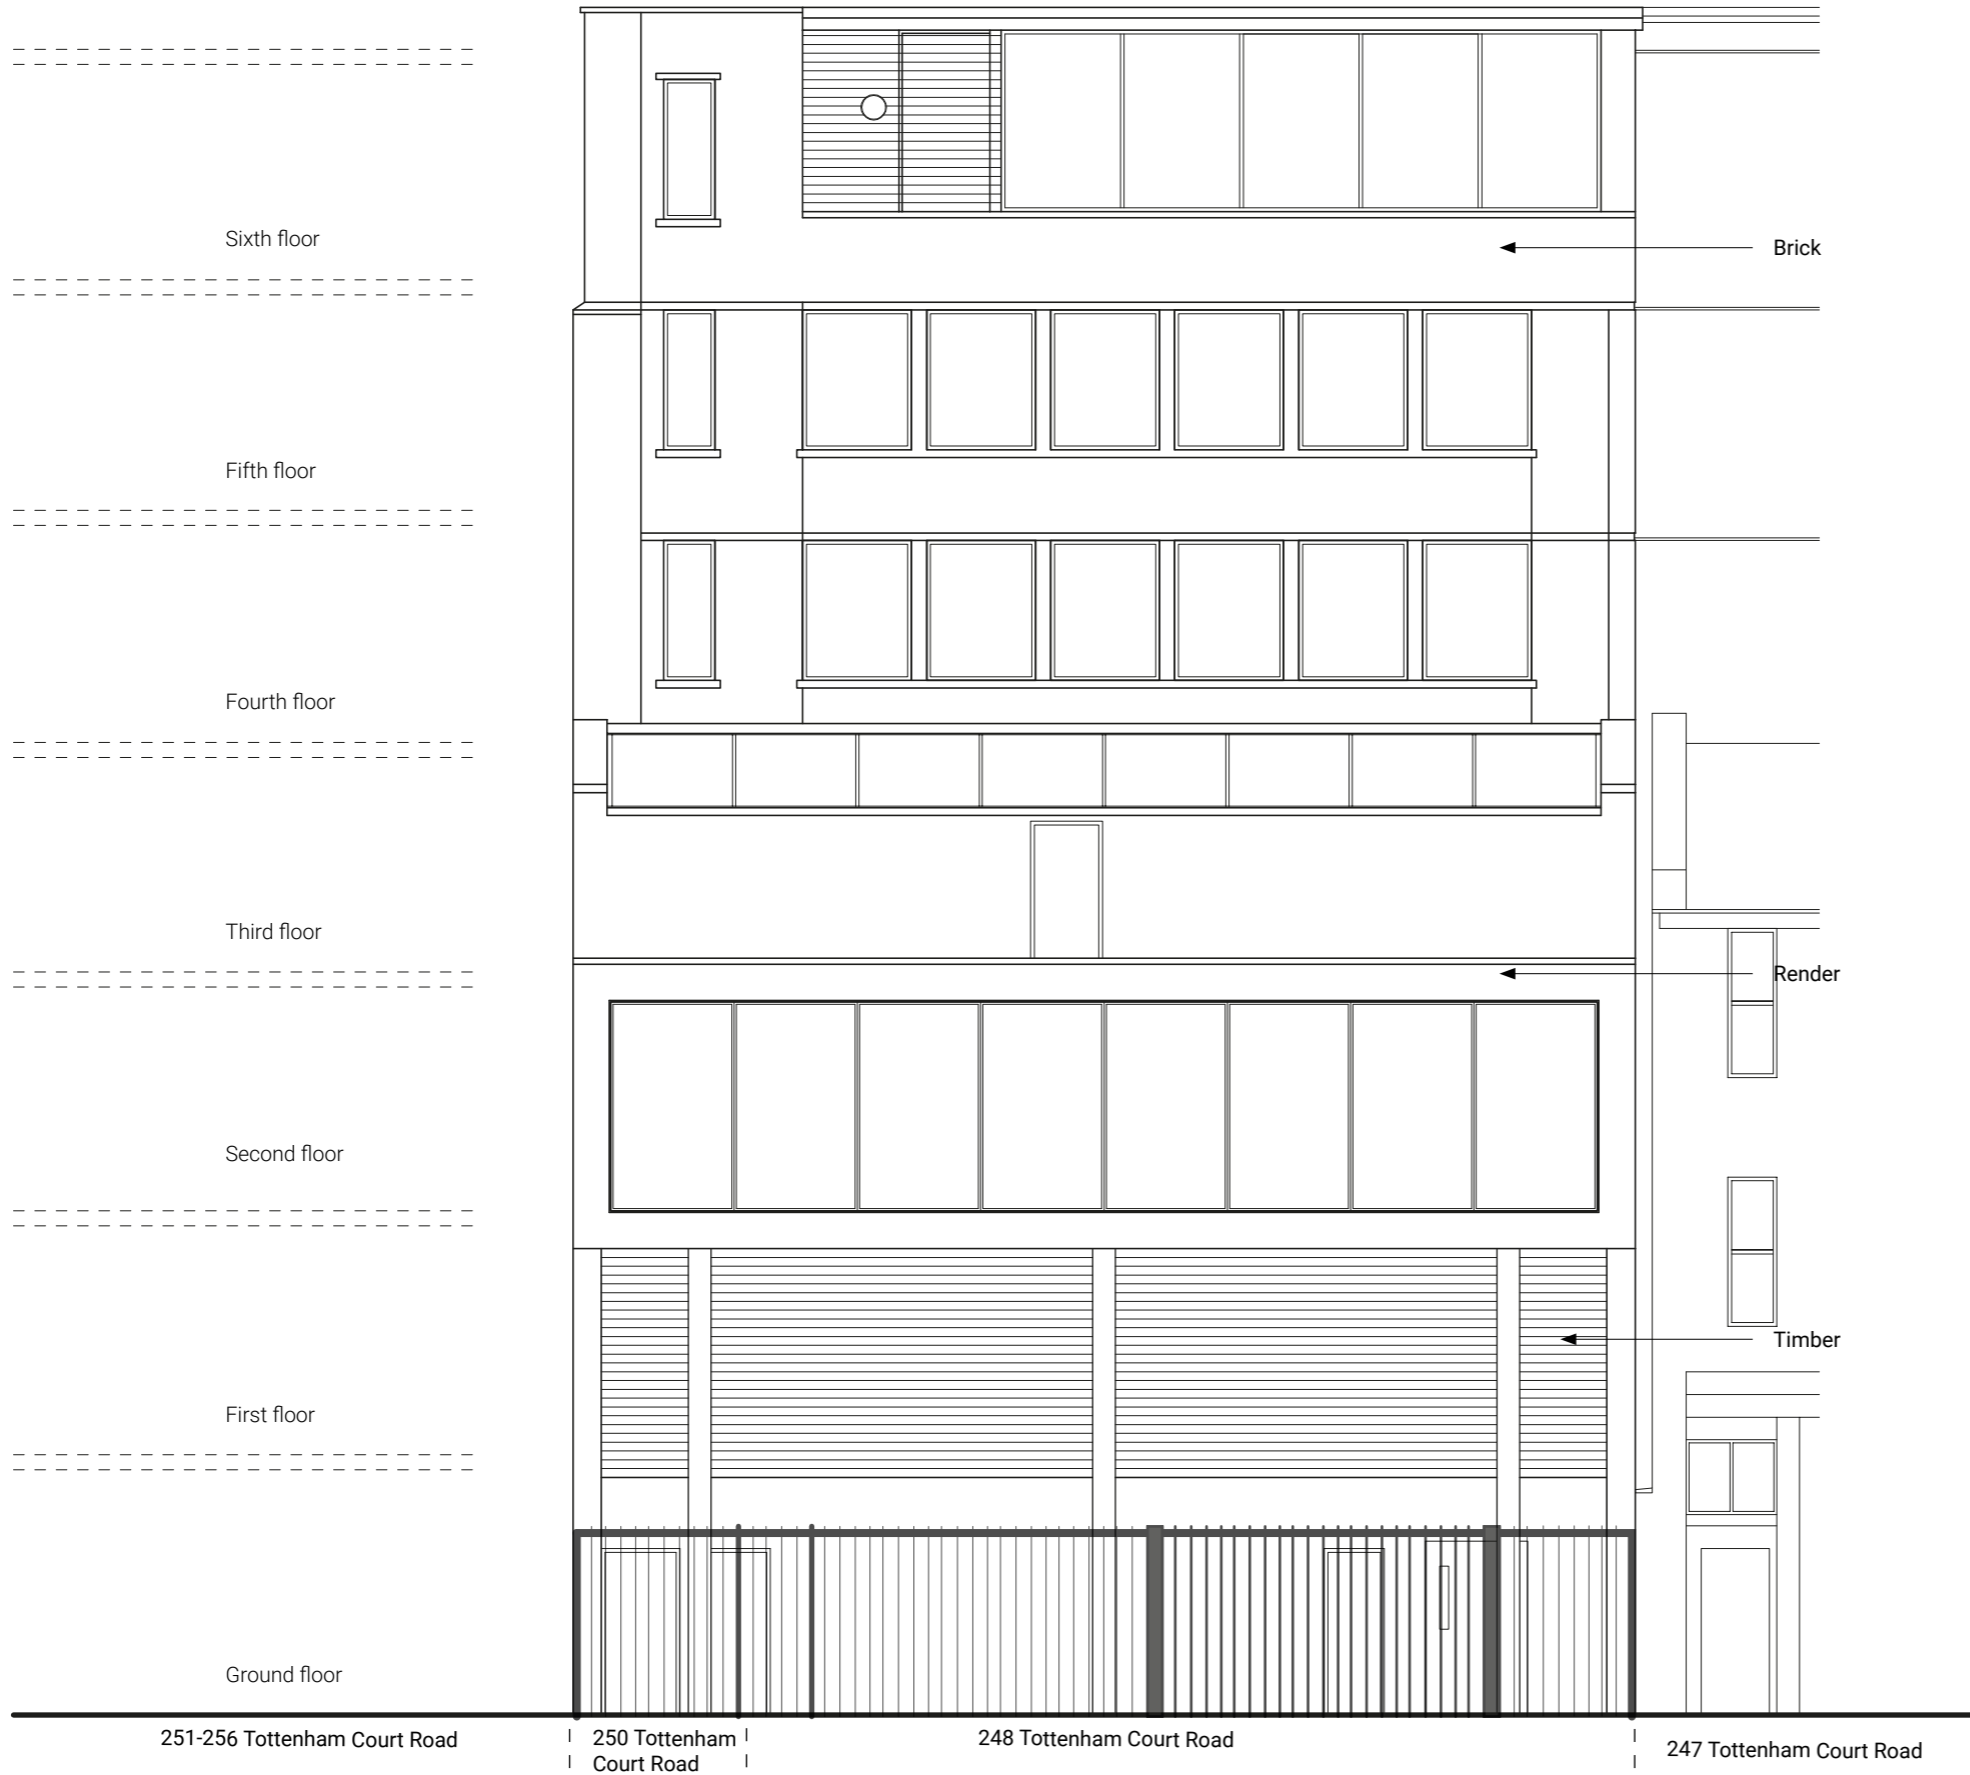 Sixth floor
Brick
Fifth floor
Fourth floor
Third floor
Render
Second floor
Timber
First floor
Ground floor
251-256 Tottenham Court Road
250 Tottenham
Court Road
248 Tottenham Court Road
247 Tottenham Court Road